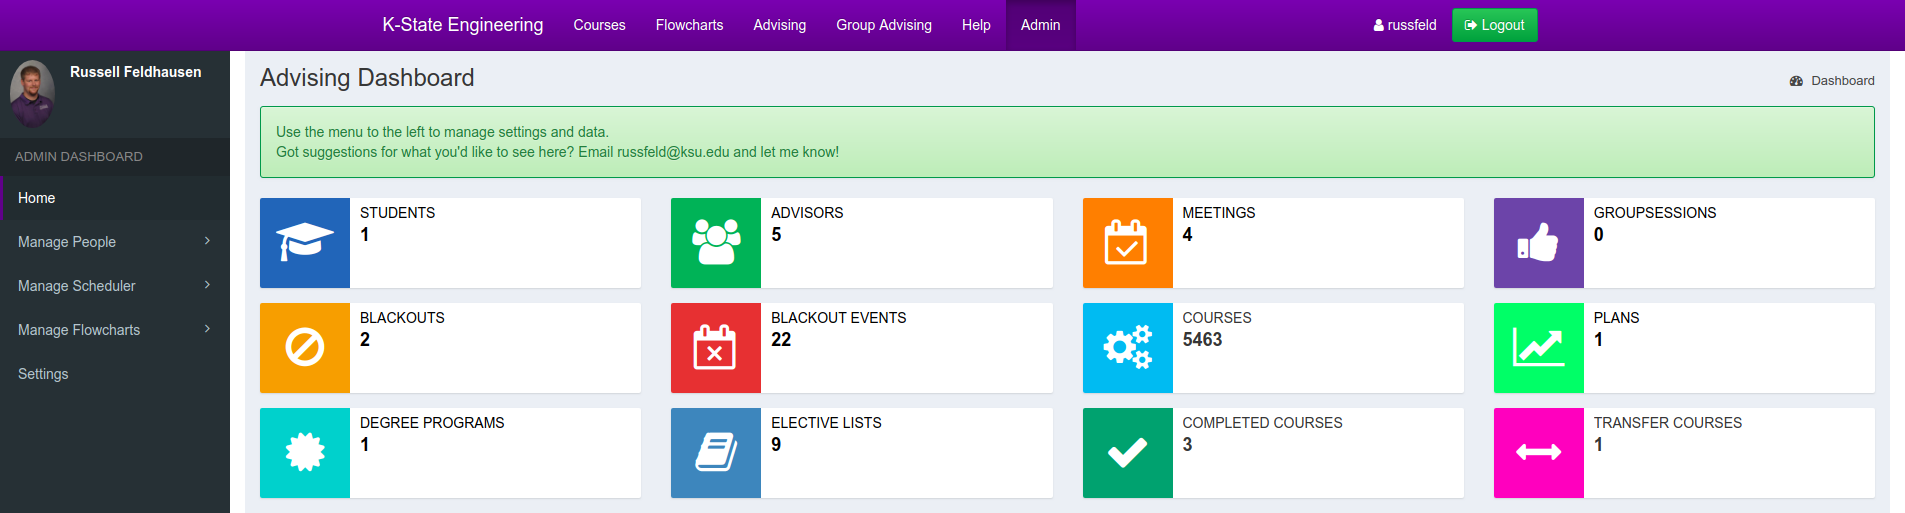 K-State Engineering Courses Flowcharts Advising Group Advising Help Admin russfeld Logout
Russell Feldhausen
ADMIN DASHBOARD
Home
Manage People
Manage Scheduler
Manage Flowcharts
Settings
Advising Dashboard
Dashboard
Use the menu to the left to manage settings and data.
Got suggestions for what you'd like to see here? Email russfeld@ksu.edu and let me know!
STUDENTS
1
ADVISORS
5
MEETINGS
4
GROUPSESSIONS
0
BLACKOUTS
2
BLACKOUT EVENTS
22
COURSES
5463
PLANS
1
DEGREE PROGRAMS
1
ELECTIVE LISTS
9
COMPLETED COURSES
3
TRANSFER COURSES
1